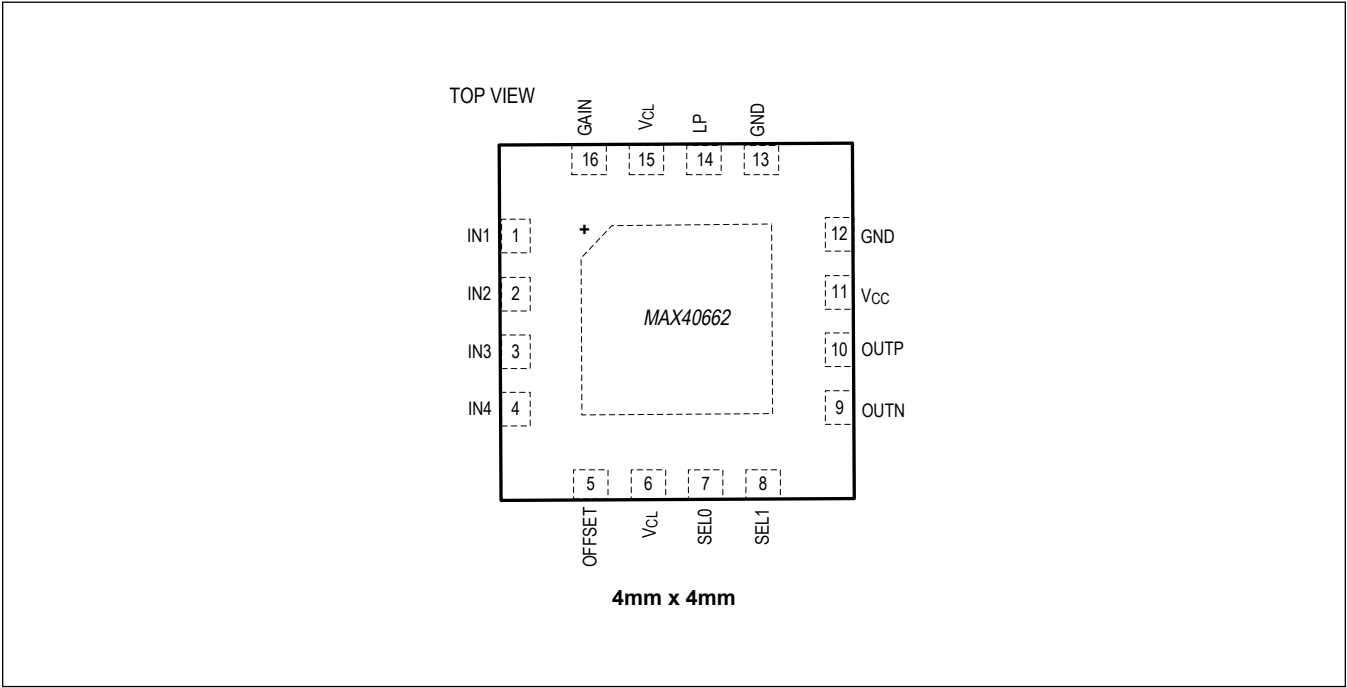 TOP VIEW
GAIN
VCL
LP
GND
16
15
14
13
IN1 1
+
12 GND
IN2 2
11 VCC
MAX40662
IN3 3
10 OUTP
IN4 4
9 OUTN
5
6
7
8
OFFSET
VCL
SEL0
SEL1
4mm x 4mm